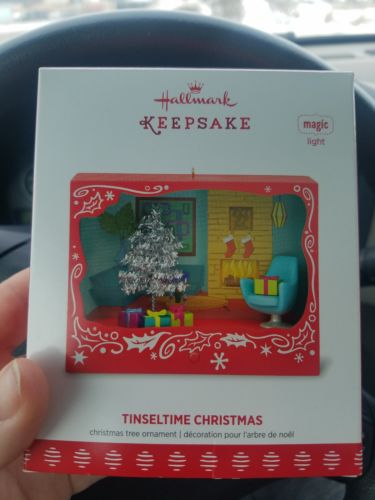 Hallmark
KEEPSAKE
magic
light
TINSELTIME CHRISTMAS
christmas tree ornament | décoration pour l'arbre de noël